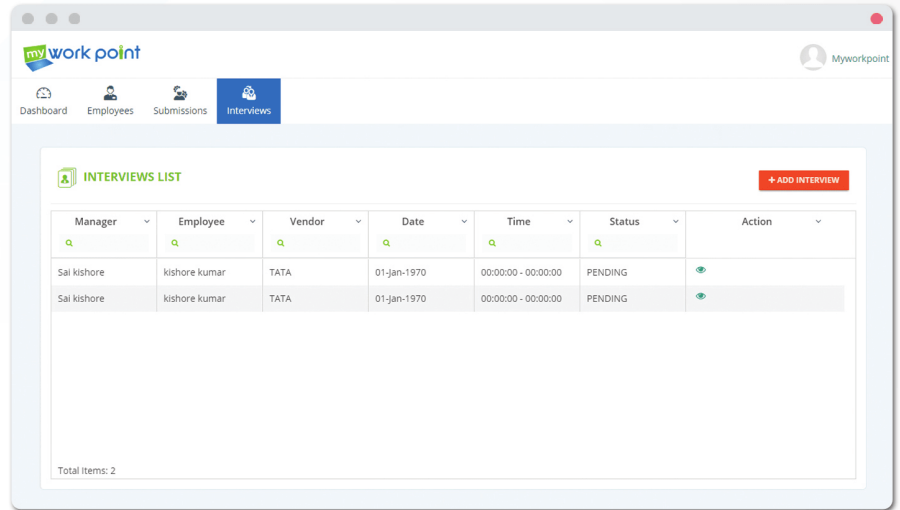 my work point
Myworkpoint
Dashboard Employees Submissions Interviews
INTERVIEWS LIST
+ ADD INTERVIEW
Manager Employee Vendor Date Time Status Action
Sai kishore kishore kumar TATA 01-Jan-1970 00:00:00 - 00:00:00 PENDING
Sai kishore kishore kumar TATA 01-Jan-1970 00:00:00 - 00:00:00 PENDING
Total Items: 2